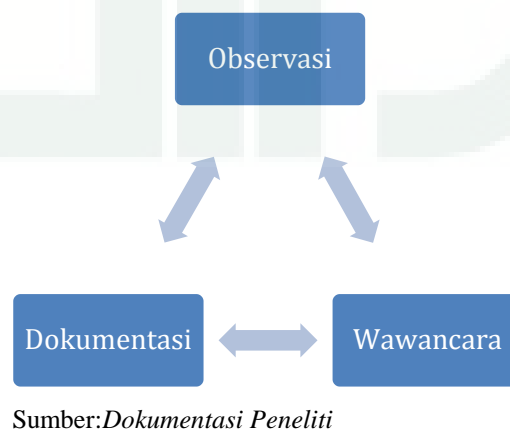 Observasi
Dokumentasi
Wawancara
Sumber:Dokumentasi Peneliti